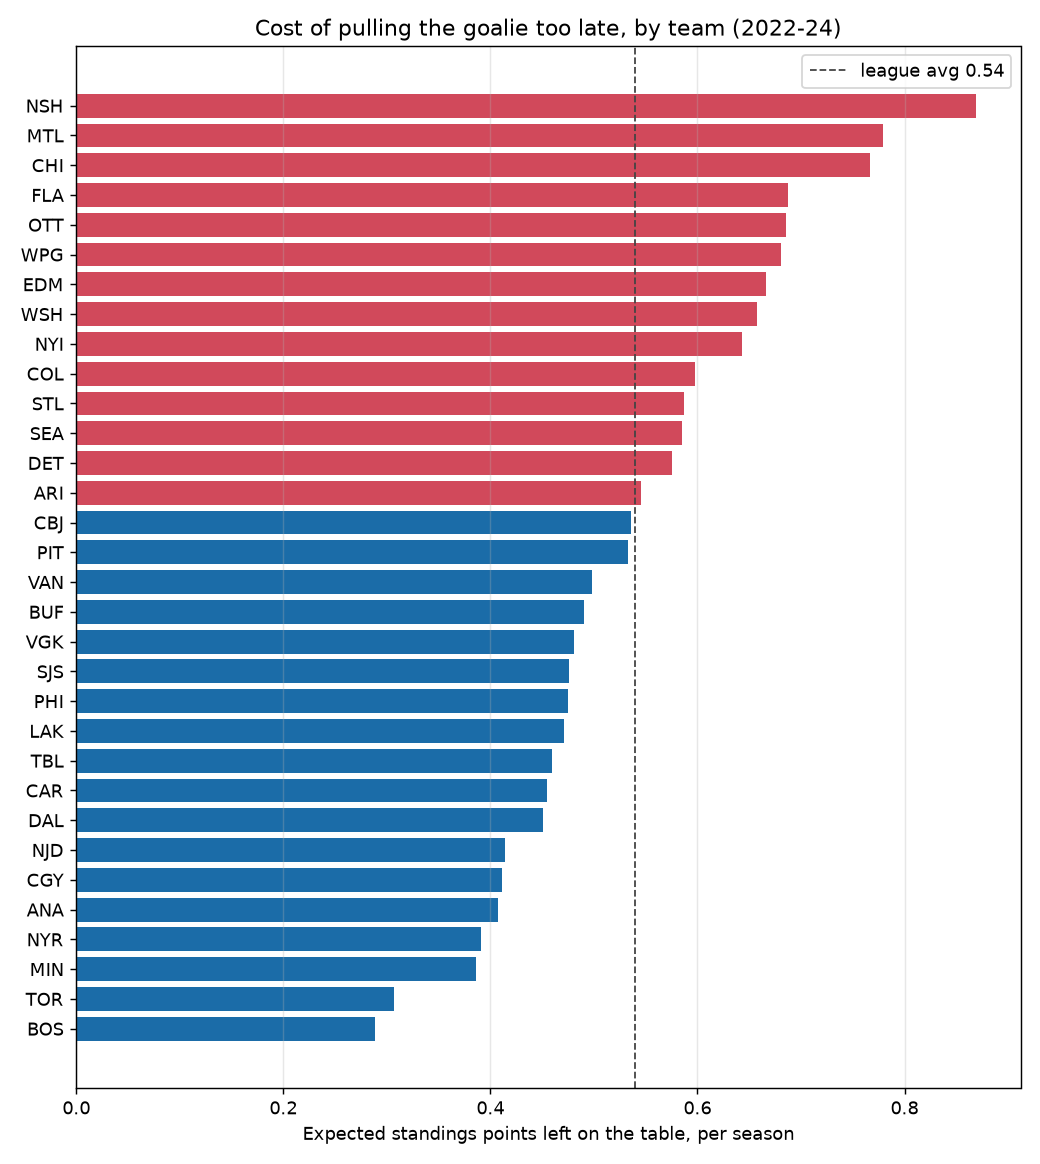 Cost of pulling the goalie too late, by team (2022-24)
league avg 0.54
NSH
MTL
CHI
FLA
OTT
WPG
EDM
WSH
NYI
COL
STL
SEA
DET
ARI
CBJ
PIT
VAN
BUF
VGK
SJS
PHI
LAK
TBL
CAR
DAL
NJD
CGY
ANA
NYR
MIN
TOR
BOS
0.0 0.2 0.4 0.6 0.8
Expected standings points left on the table, per season